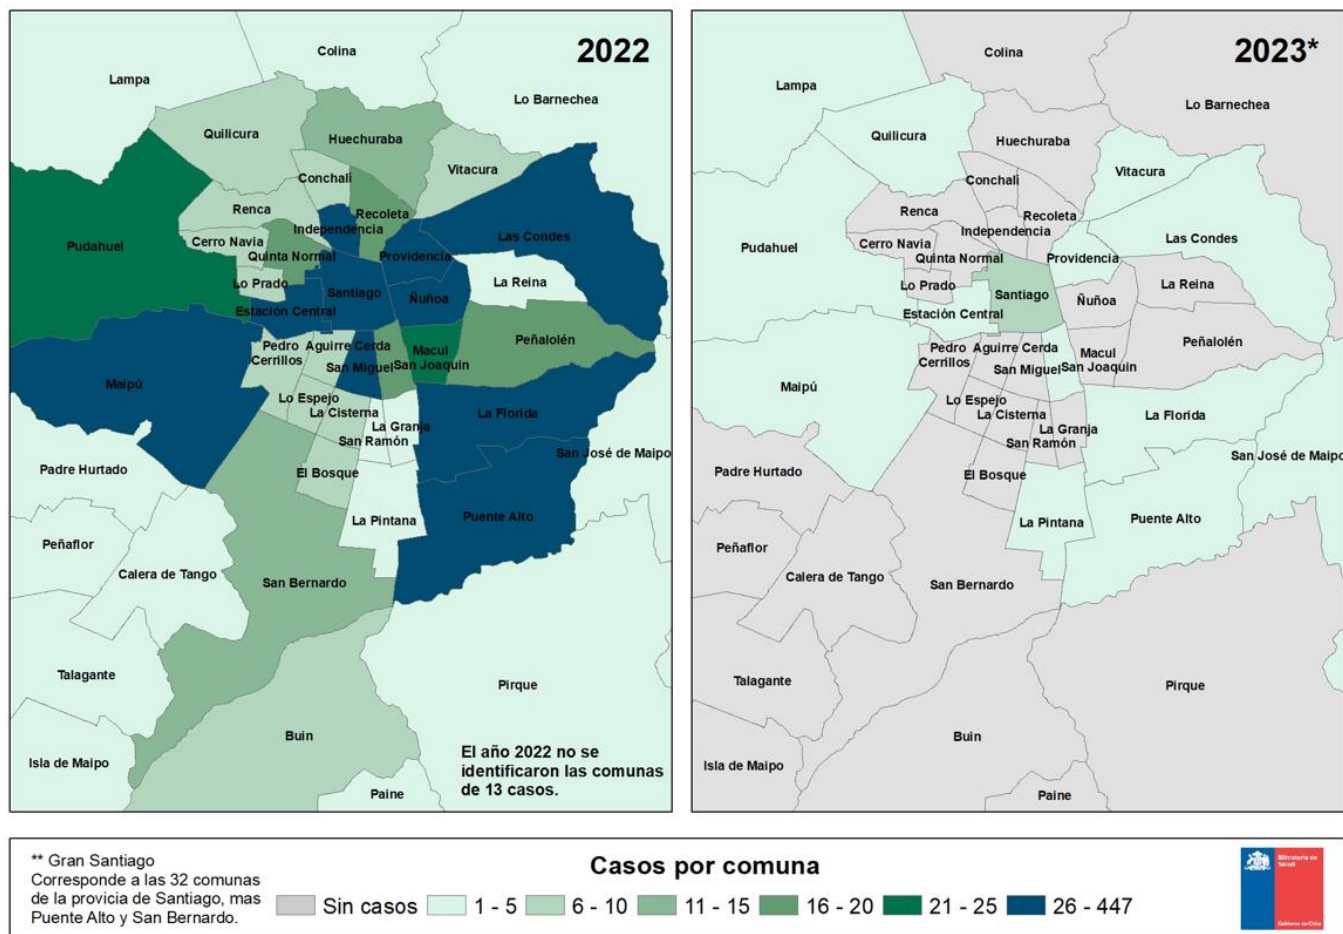 2022
Colina
Lampa
Lo Barnechea
Quilicura
Huechuraba
Vitacura
Conchalí
Renca
Recoleta
Independencia
Las Condes
Pudahuel
Cerro Navia
Quinta Normal
Providencia
La Reina
Lo Prado
Santiago
Ñuñoa
Estación Central
Peñalolén
Pedro Aguirre Cerda
Cerrillos
Macul
San Miguel
San Joaquin
Maipú
Lo Espejo
La Cisterna
La Florida
La Granja
San Ramón
San José de Maipo
Padre Hurtado
El Bosque
Puente Alto
La Pintana
Peñaflor
Calera de Tango
San Bernardo
Talagante
Pirque
Buin
Isla de Maipo
El año 2022 no se
identificaron las comunas
de 13 casos.
Paine
2023*
Colina
Lampa
Lo Barnechea
Quilicura
Huechuraba
Vitacura
Conchalí
Renca
Recoleta
Independencia
Las Condes
Pudahuel
Cerro Navia
Quinta Normal
Providencia
La Reina
Lo Prado
Santiago
Ñuñoa
Estación Central
Peñalolén
Pedro Aguirre Cerda
Cerrillos
Macul
San Miguel
San Joaquin
Maipú
Lo Espejo
La Cisterna
La Florida
La Granja
San Ramón
San José de Maipo
Padre Hurtado
El Bosque
Puente Alto
La Pintana
Peñaflor
Calera de Tango
San Bernardo
Talagante
Pirque
Buin
Isla de Maipo
Paine
** Gran Santiago
Corresponde a las 32 comunas
de la provicia de Santiago, mas
Puente Alto y San Bernardo.
Casos por comuna
Sin casos 1 - 5 6 - 10 11 - 15 16 - 20 21 - 25 26 - 447
Ministerio de
Salud
Gobierno de Chile